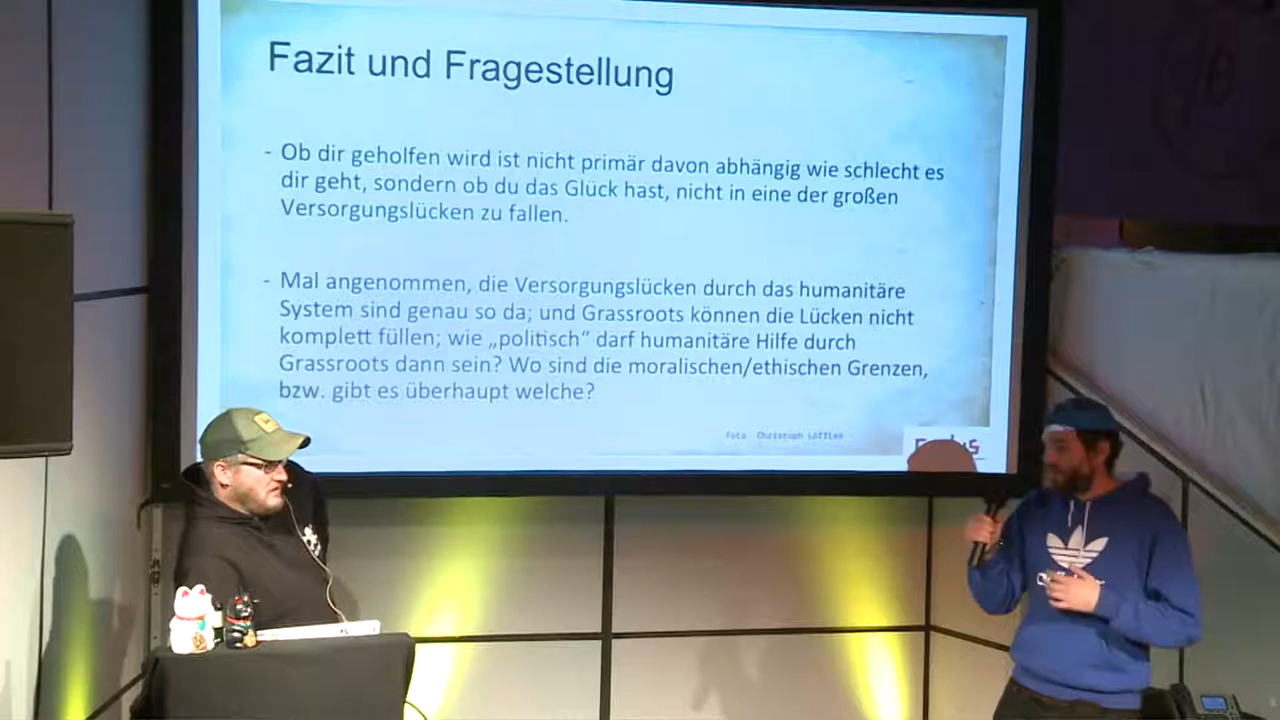 Fazit und Fragestellung
- Ob dir geholfen wird ist nicht primär davon abhängig wie schlecht es
dir geht, sondern ob du das Glück hast, nicht in eine der großen
Versorgungslücken zu fallen.
- Mal angenommen, die Versorgungslücken durch das humanitäre
System sind genau so da; und Grassroots können die Lücken nicht
komplett füllen; wie „politisch“ darf humanitäre Hilfe durch
Grassroots dann sein? Wo sind die moralischen/ethischen Grenzen,
bzw. gibt es überhaupt welche?
Foto Christoph Löffler